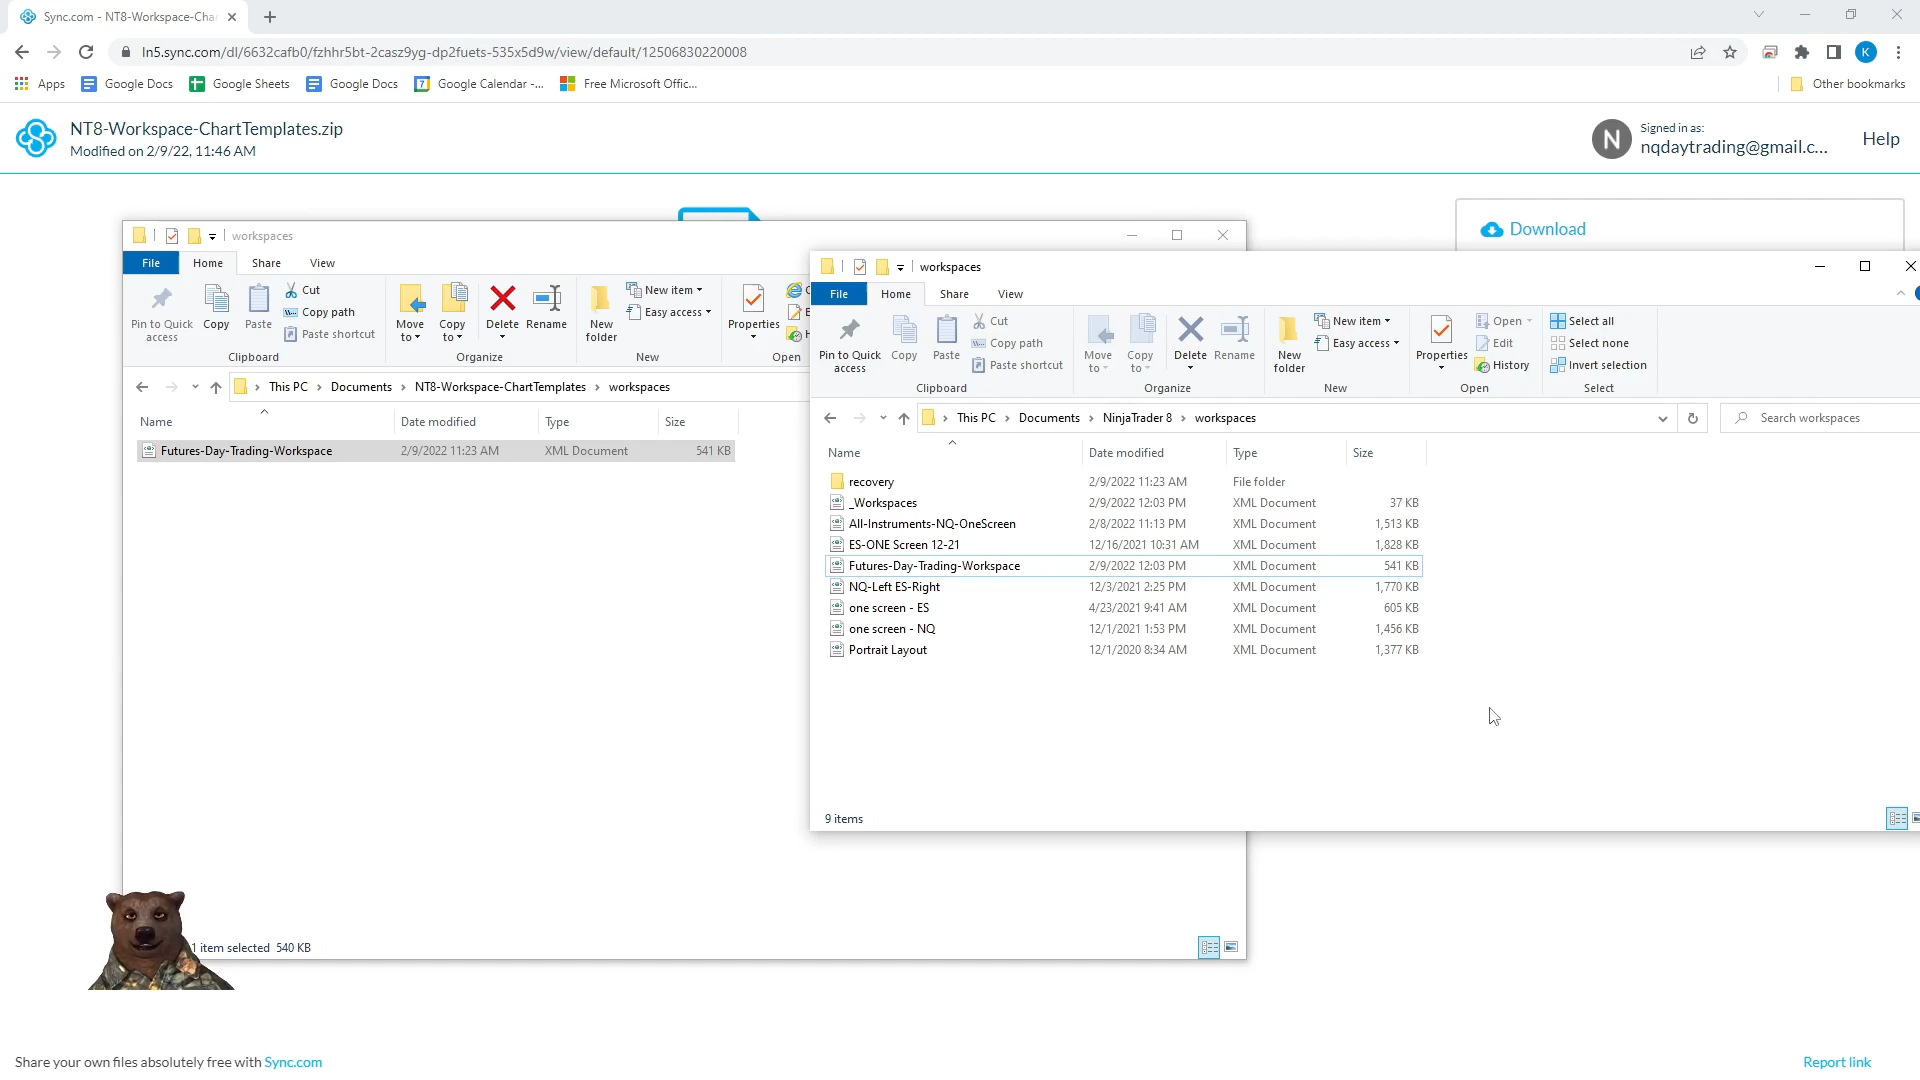 Sync.com - NT8-Workspace-Char
ln5.sync.com/dl/6632cafb0/fzhhr5bt-2casz9yg-dp2fuets-535x5d9w/view/default/12506830220008
K
Apps Google Docs Google Sheets Google Docs Google Calendar -... Free Microsoft Offic... Other bookmarks
NT8-Workspace-ChartTemplates.zip
Modified on 2/9/22, 11:46 AM
N
Signed in as:
nqdaytrading@gmail.c...
Help
Download
workspaces
File Home Share View
Pin to Quick access
Copy
Paste
Cut
Copy path
Paste shortcut
Clipboard
Move to
Copy to
Delete
Rename
Organize
New folder
New item
Easy access
New
Properties
Open
This PC > Documents > NT8-Workspace-ChartTemplates > workspaces
Name Date modified Type Size
Futures-Day-Trading-Workspace 2/9/2022 11:23 AM XML Document 541 KB
1 item selected 540 KB
workspaces
File Home Share View
Pin to Quick access
Copy
Paste
Cut
Copy path
Paste shortcut
Clipboard
Move to
Copy to
Delete
Rename
Organize
New folder
New item
Easy access
New
Properties
Open
Edit
History
Open
Select all
Select none
Invert selection
Select
This PC > Documents > NinjaTrader 8 > workspaces
Search workspaces
Name Date modified Type Size
recovery 2/9/2022 11:23 AM File folder
_Workspaces 2/9/2022 12:03 PM XML Document 37 KB
All-Instruments-NQ-OneScreen 2/8/2022 11:13 PM XML Document 1,513 KB
ES-ONE Screen 12-21 12/16/2021 10:31 AM XML Document 1,828 KB
Futures-Day-Trading-Workspace 2/9/2022 12:03 PM XML Document 541 KB
NQ-Left ES-Right 12/3/2021 2:25 PM XML Document 1,770 KB
one screen - ES 4/23/2021 9:41 AM XML Document 605 KB
one screen - NQ 12/1/2021 1:53 PM XML Document 1,456 KB
Portrait Layout 12/1/2020 8:34 AM XML Document 1,377 KB
9 items
Share your own files absolutely free with Sync.com
Report link